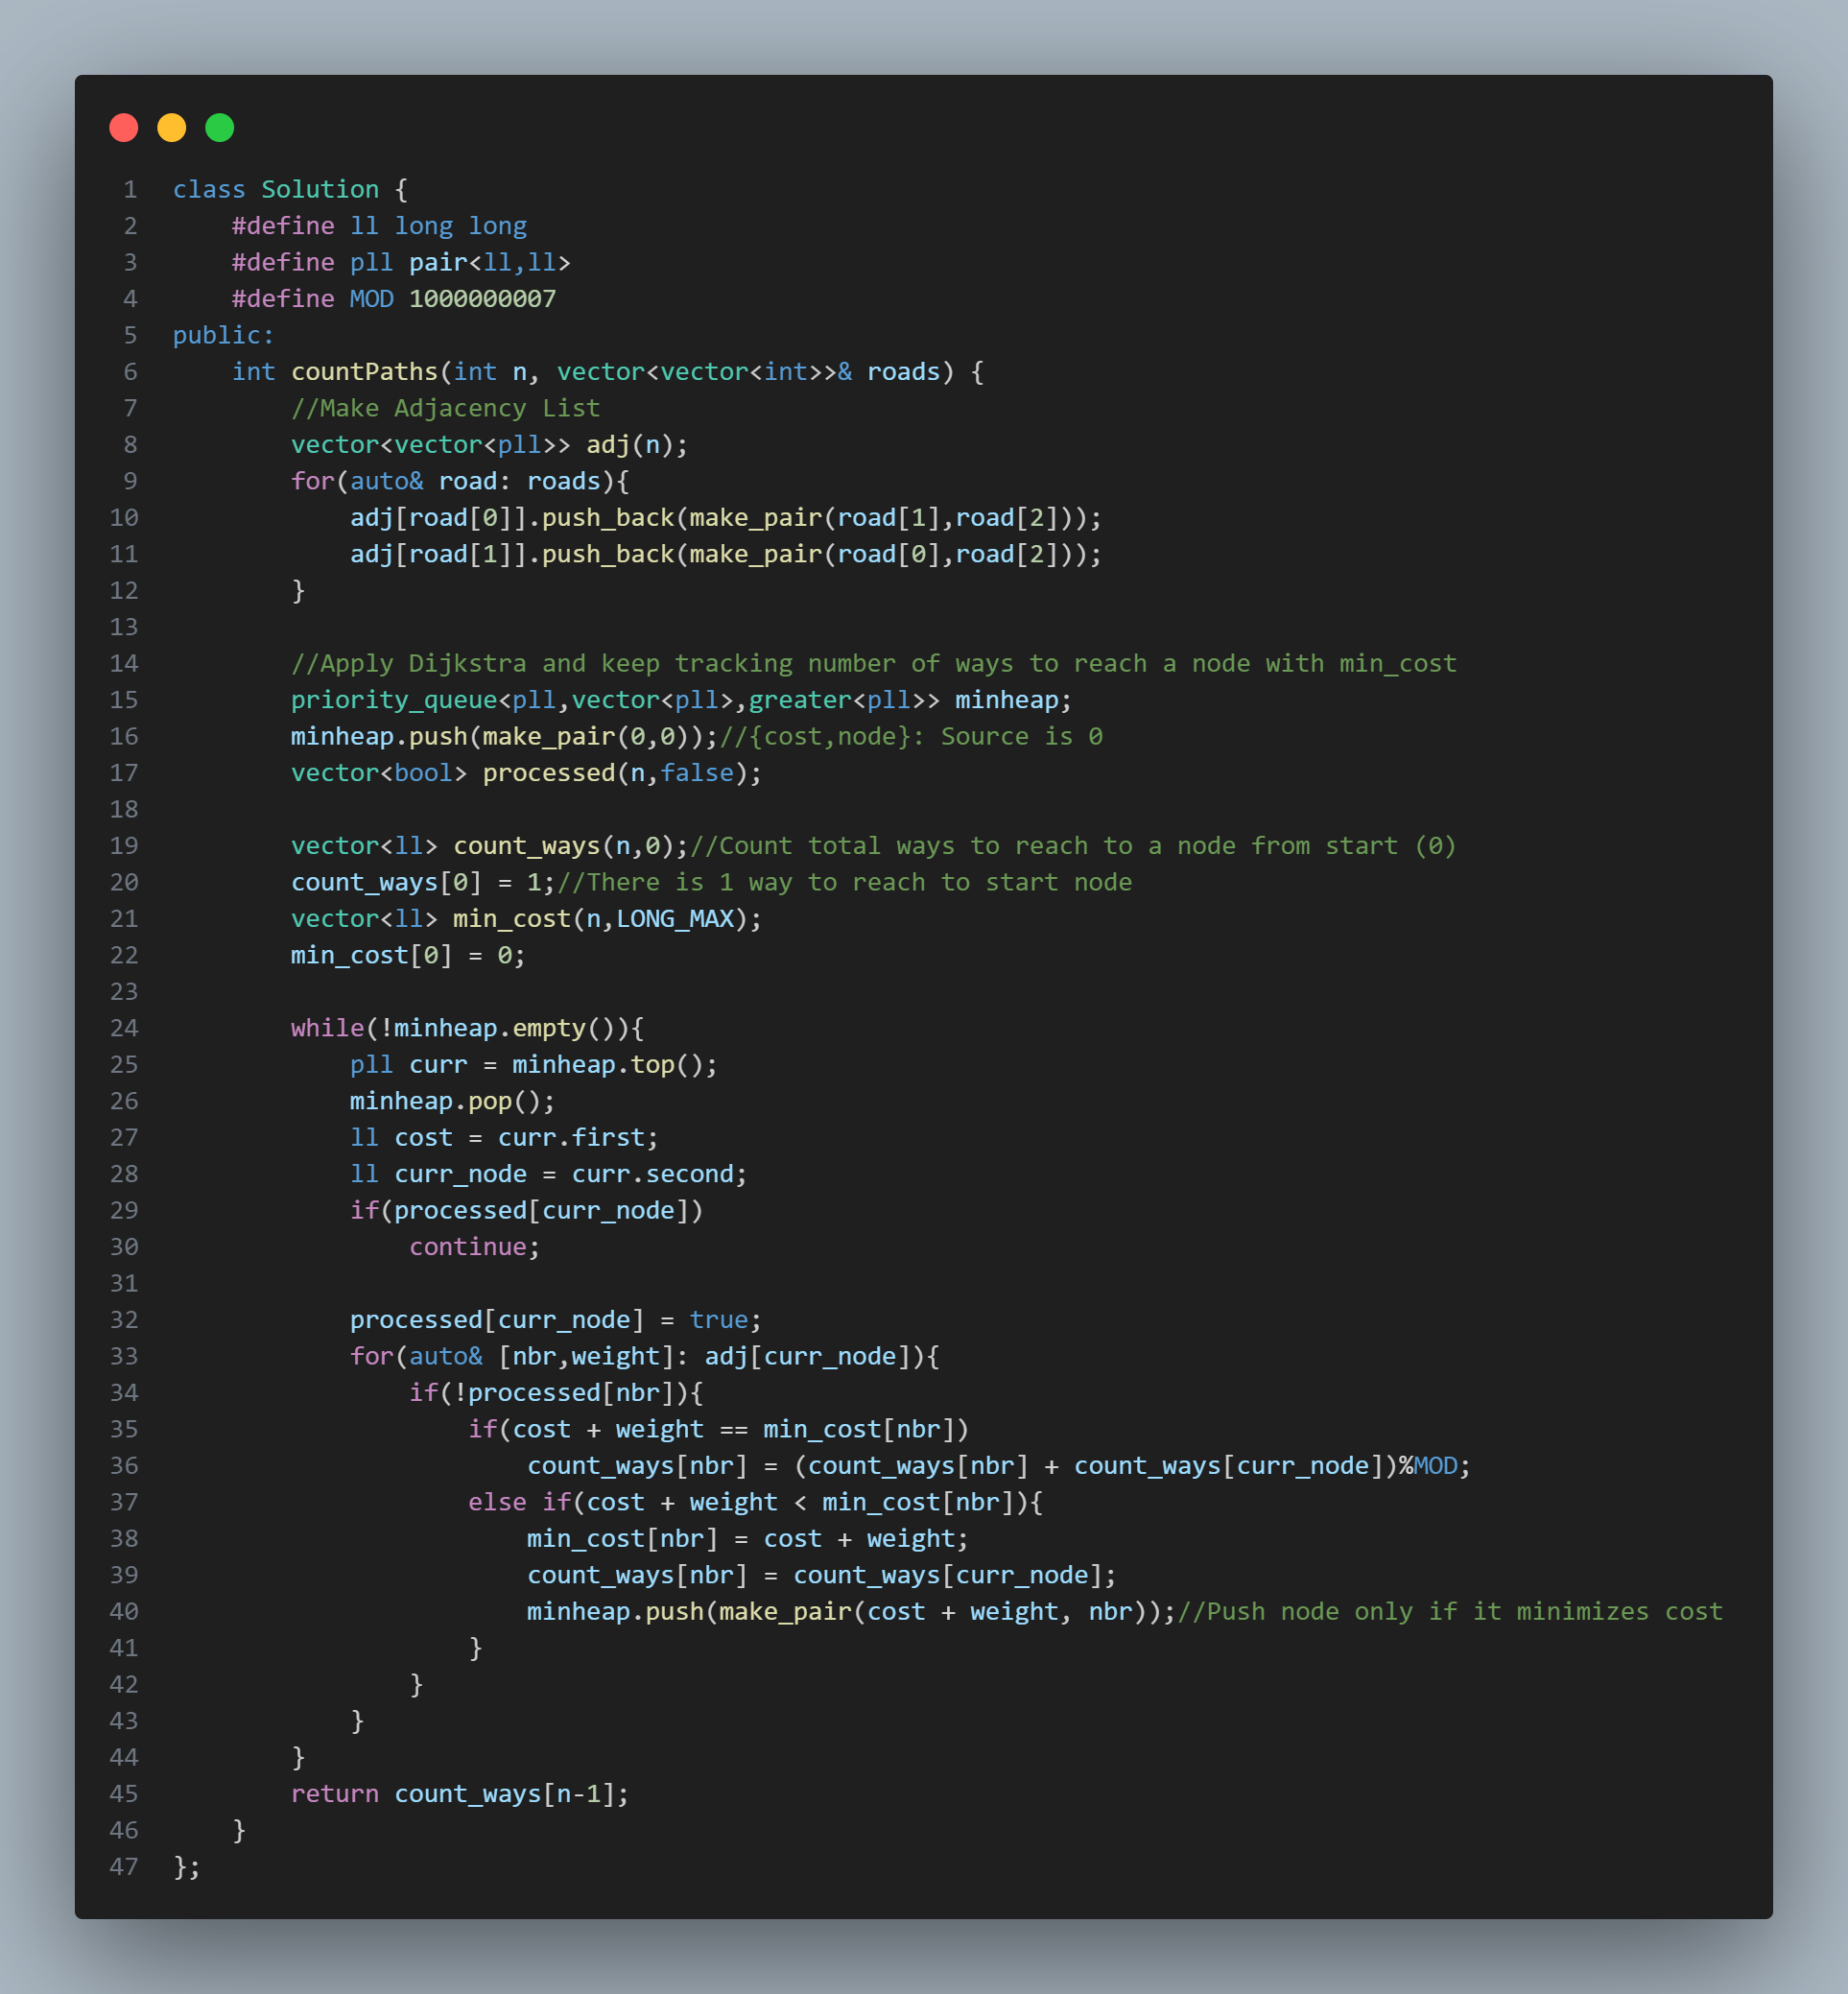 1 class Solution {
2     #define ll long long
3     #define pll pair<ll,ll>
4     #define MOD 1000000007
5 public:
6     int countPaths(int n, vector<vector<int>>& roads) {
7         //Make Adjacency List
8         vector<vector<pll>> adj(n);
9         for(auto& road: roads){
10             adj[road[0]].push_back(make_pair(road[1],road[2]));
11             adj[road[1]].push_back(make_pair(road[0],road[2]));
12         }
13
14         //Apply Dijkstra and keep tracking number of ways to reach a node with min_cost
15         priority_queue<pll,vector<pll>,greater<pll>> minheap;
16         minheap.push(make_pair(0,0));//{cost,node}: Source is 0
17         vector<bool> processed(n,false);
18
19         vector<ll> count_ways(n,0);//Count total ways to reach to a node from start (0)
20         count_ways[0] = 1;//There is 1 way to reach to start node
21         vector<ll> min_cost(n,LONG_MAX);
22         min_cost[0] = 0;
23
24         while(!minheap.empty()){
25             pll curr = minheap.top();
26             minheap.pop();
27             ll cost = curr.first;
28             ll curr_node = curr.second;
29             if(processed[curr_node])
30                 continue;
31
32             processed[curr_node] = true;
33             for(auto& [nbr,weight]: adj[curr_node]){
34                 if(!processed[nbr]){
35                     if(cost + weight == min_cost[nbr])
36                         count_ways[nbr] = (count_ways[nbr] + count_ways[curr_node])%MOD;
37                     else if(cost + weight < min_cost[nbr]){
38                         min_cost[nbr] = cost + weight;
39                         count_ways[nbr] = count_ways[curr_node];
40                         minheap.push(make_pair(cost + weight, nbr));//Push node only if it minimizes cost
41                     }
42                 }
43             }
44         }
45         return count_ways[n-1];
46     }
47 };